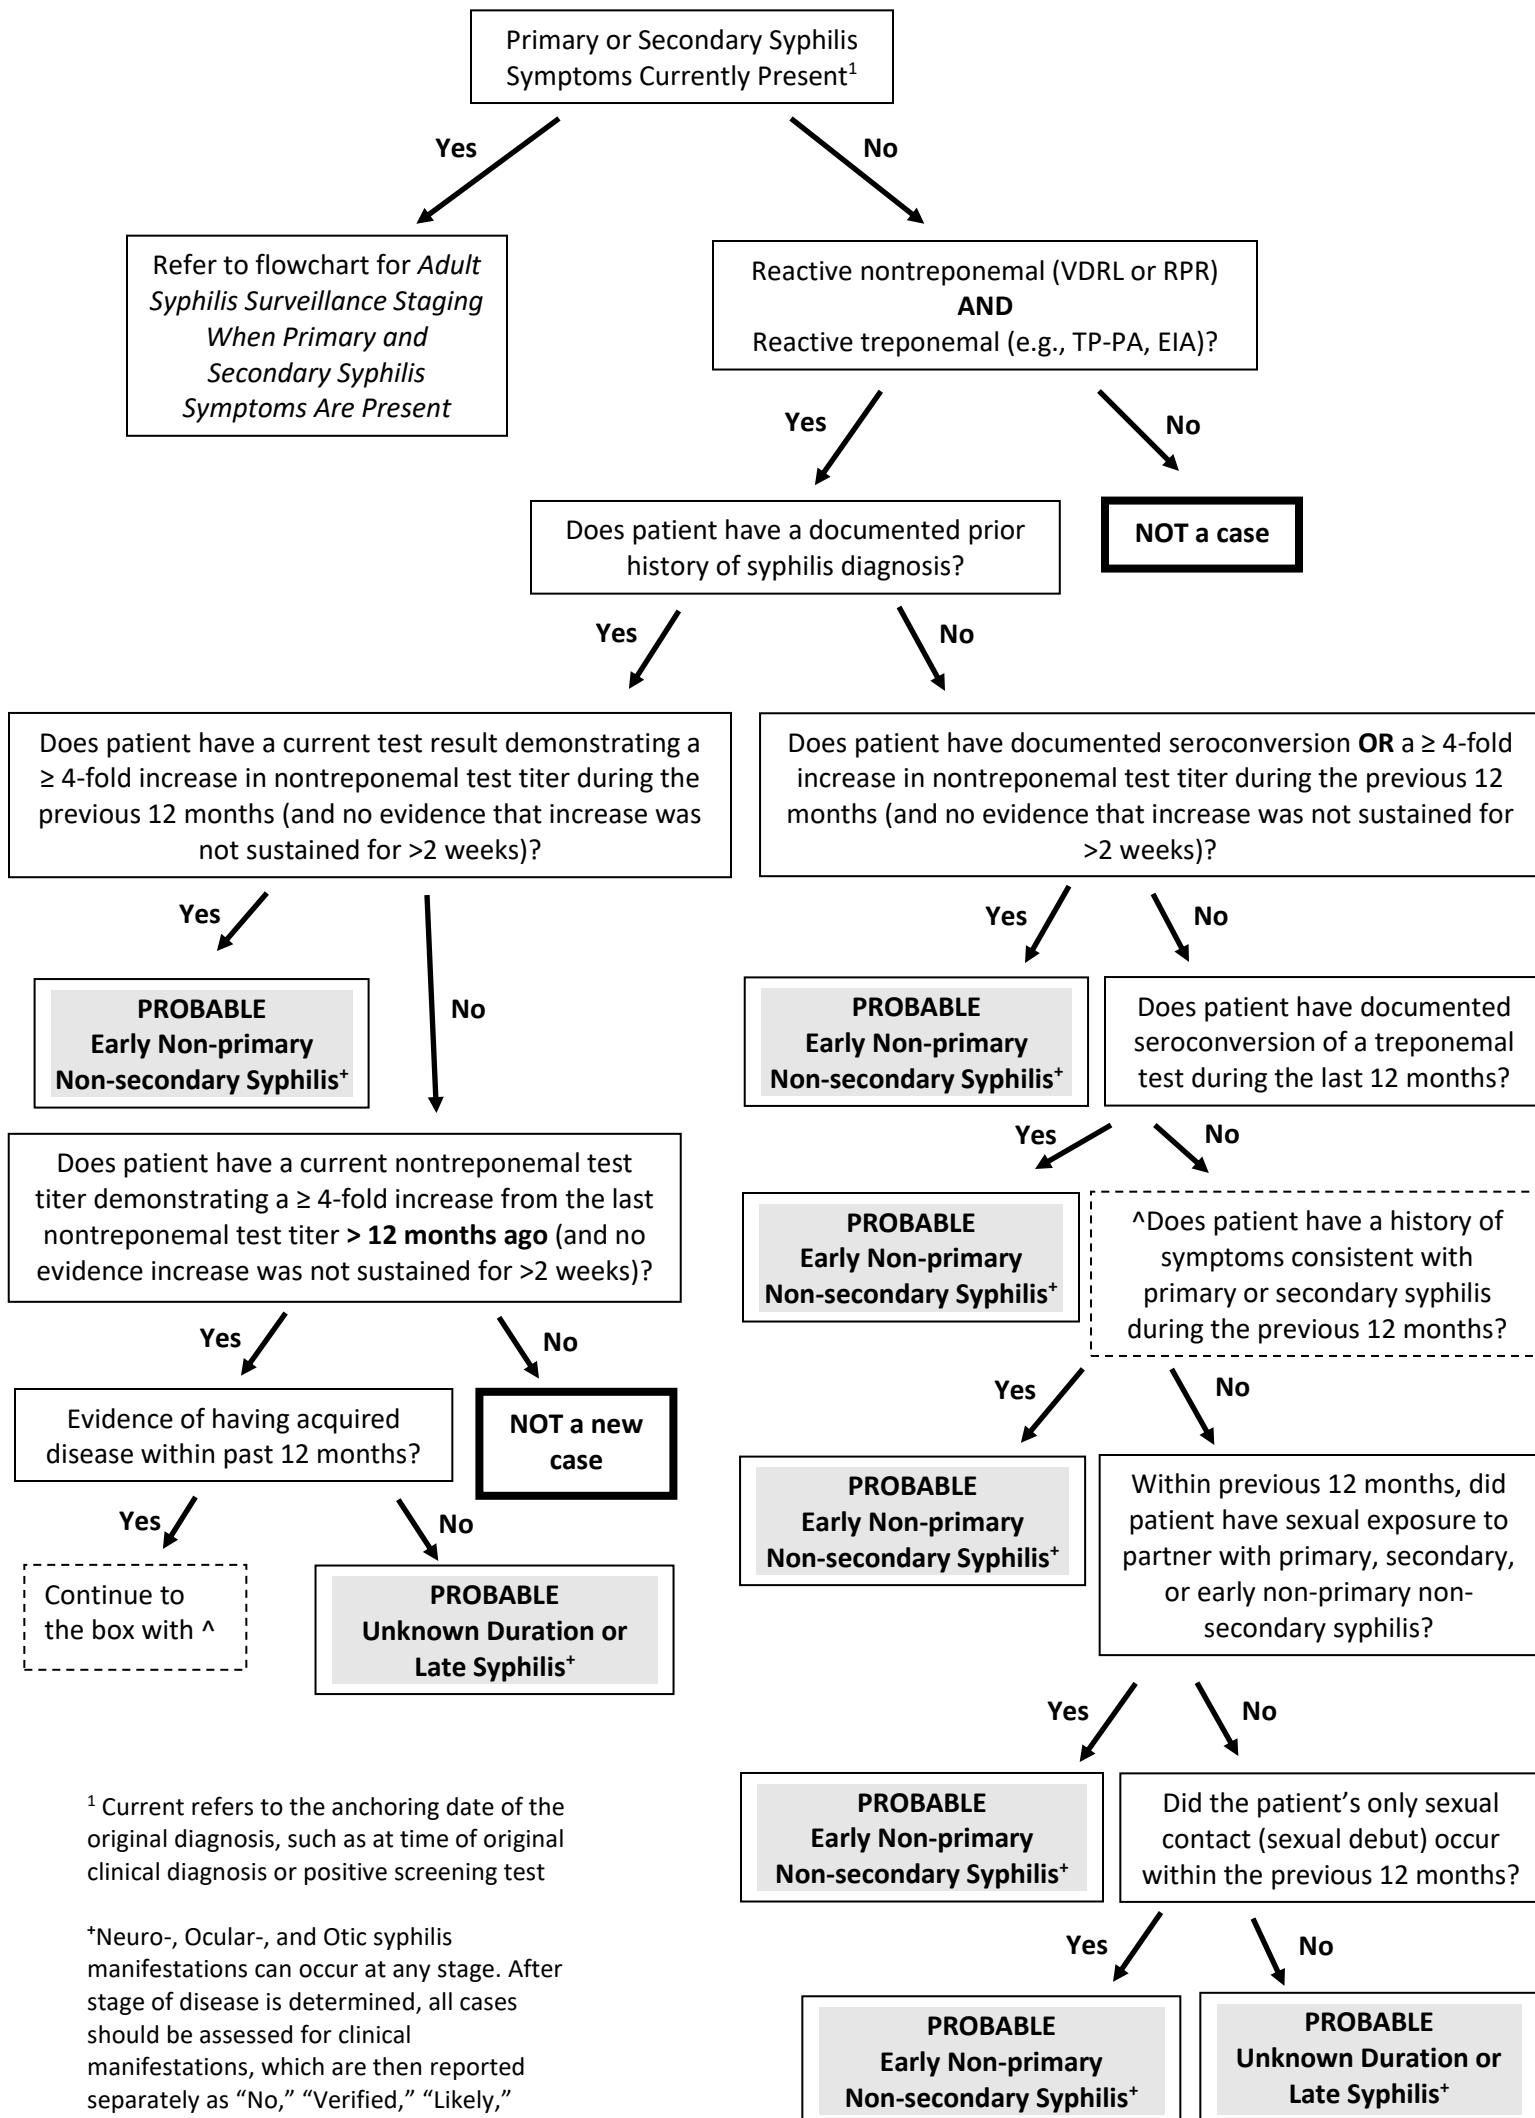 Primary or Secondary Syphilis
Symptoms Currently Present¹
Yes
No
Refer to flowchart for Adult
Syphilis Surveillance Staging
When Primary and
Secondary Syphilis
Symptoms Are Present
Reactive nontreponemal (VDRL or RPR)
AND
Reactive treponemal (e.g., TP-PA, EIA)?
Yes
No
Does patient have a documented prior
history of syphilis diagnosis?
NOT a case
Yes
No
Does patient have a current test result demonstrating a
≥ 4-fold increase in nontreponemal test titer during the
previous 12 months (and no evidence that increase was
not sustained for >2 weeks)?
Does patient have documented seroconversion OR a ≥ 4-fold
increase in nontreponemal test titer during the previous 12
months (and no evidence that increase was not sustained for
>2 weeks)?
Yes
No
Yes
No
PROBABLE
Early Non-primary
Non-secondary Syphilis⁺
PROBABLE
Early Non-primary
Non-secondary Syphilis⁺
Does patient have documented
seroconversion of a treponemal
test during the last 12 months?
Yes
No
Does patient have a current nontreponemal test
titer demonstrating a ≥ 4-fold increase from the last
nontreponemal test titer > 12 months ago (and no
evidence increase was not sustained for >2 weeks)?
PROBABLE
Early Non-primary
Non-secondary Syphilis⁺
^Does patient have a history of
symptoms consistent with
primary or secondary syphilis
during the previous 12 months?
Yes
No
Yes
No
Evidence of having acquired
disease within past 12 months?
NOT a new
case
PROBABLE
Early Non-primary
Non-secondary Syphilis⁺
Within previous 12 months, did
patient have sexual exposure to
partner with primary, secondary,
or early non-primary non-
secondary syphilis?
Yes
No
Continue to
the box with ^
PROBABLE
Unknown Duration or
Late Syphilis⁺
Yes
No
PROBABLE
Early Non-primary
Non-secondary Syphilis⁺
Did the patient’s only sexual
contact (sexual debut) occur
within the previous 12 months?
Yes
No
PROBABLE
Early Non-primary
Non-secondary Syphilis⁺
PROBABLE
Unknown Duration or
Late Syphilis⁺
¹ Current refers to the anchoring date of the
original diagnosis, such as at time of original
clinical diagnosis or positive screening test
⁺Neuro-, Ocular-, and Otic syphilis
manifestations can occur at any stage. After
stage of disease is determined, all cases
should be assessed for clinical
manifestations, which are then reported
separately as “No,” “Verified,” “Likely,”